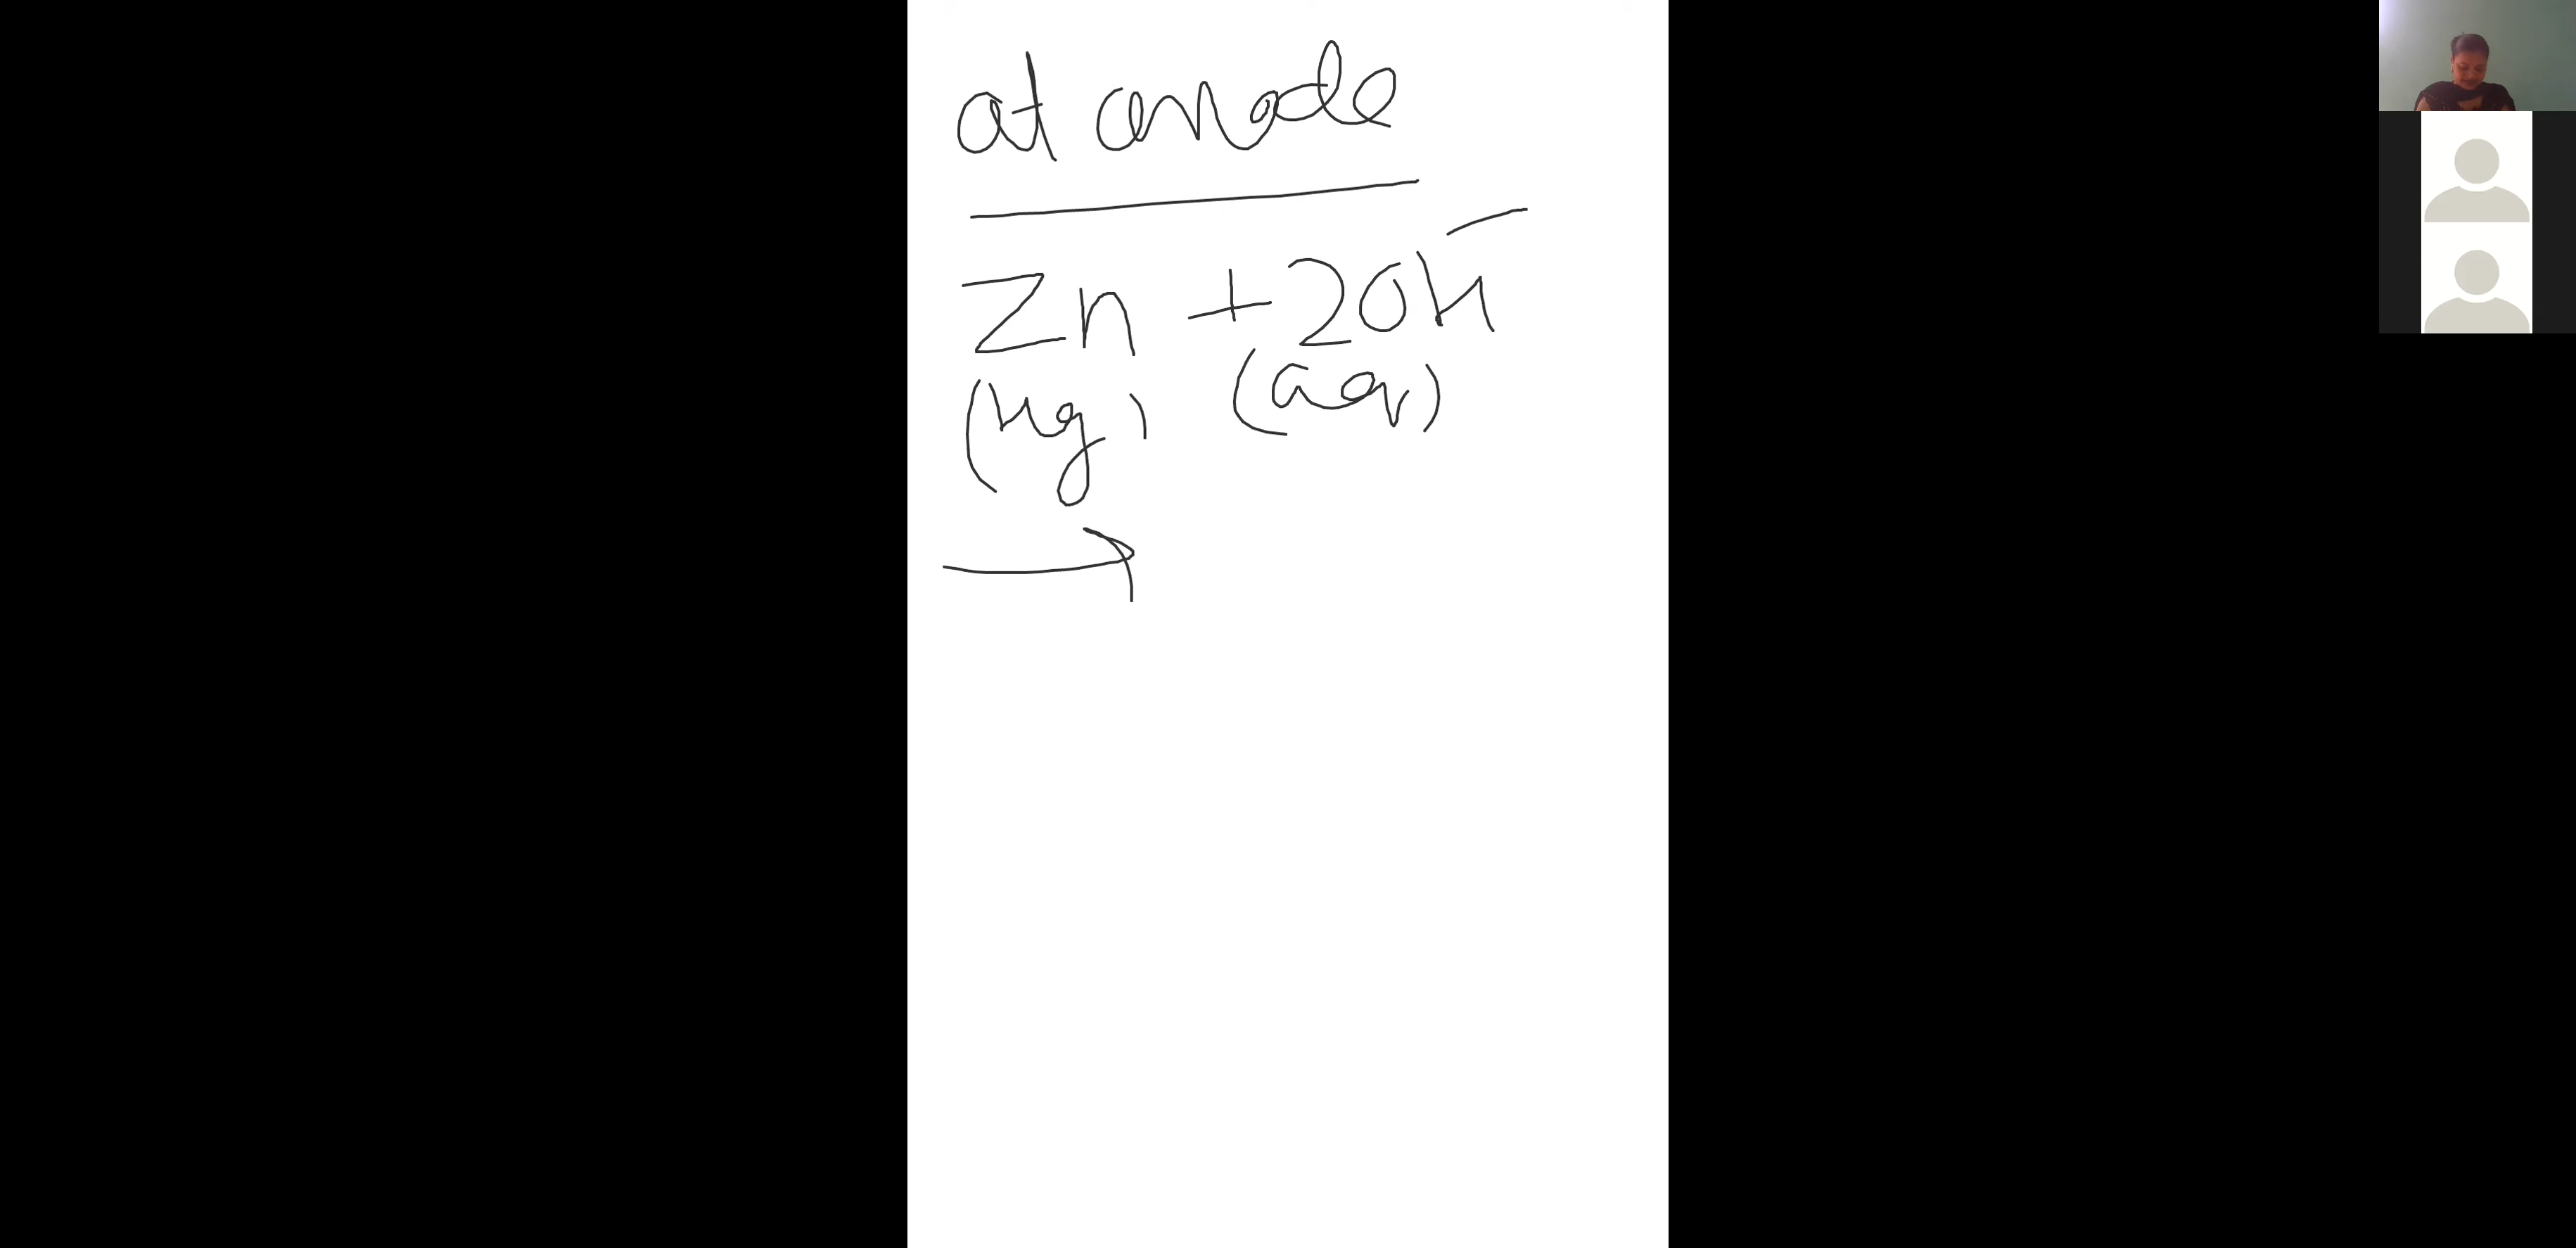 at anode
Zn + 2OH⁻
(Hg) (aq)
→